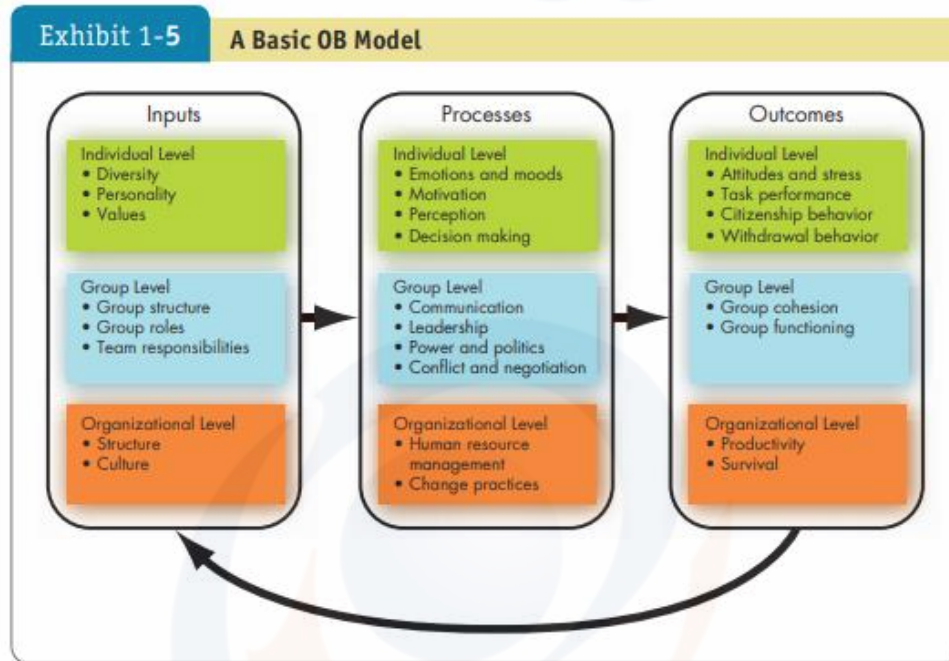 Exhibit 1-5
A Basic OB Model
Inputs
Individual Level
• Diversity
• Personality
• Values
Group Level
• Group structure
• Group roles
• Team responsibilities
Organizational Level
• Structure
• Culture
Processes
Individual Level
• Emotions and moods
• Motivation
• Perception
• Decision making
Group Level
• Communication
• Leadership
• Power and politics
• Conflict and negotiation
Organizational Level
• Human resource
management
• Change practices
Outcomes
Individual Level
• Attitudes and stress
• Task performance
• Citizenship behavior
• Withdrawal behavior
Group Level
• Group cohesion
• Group functioning
Organizational Level
• Productivity
• Survival